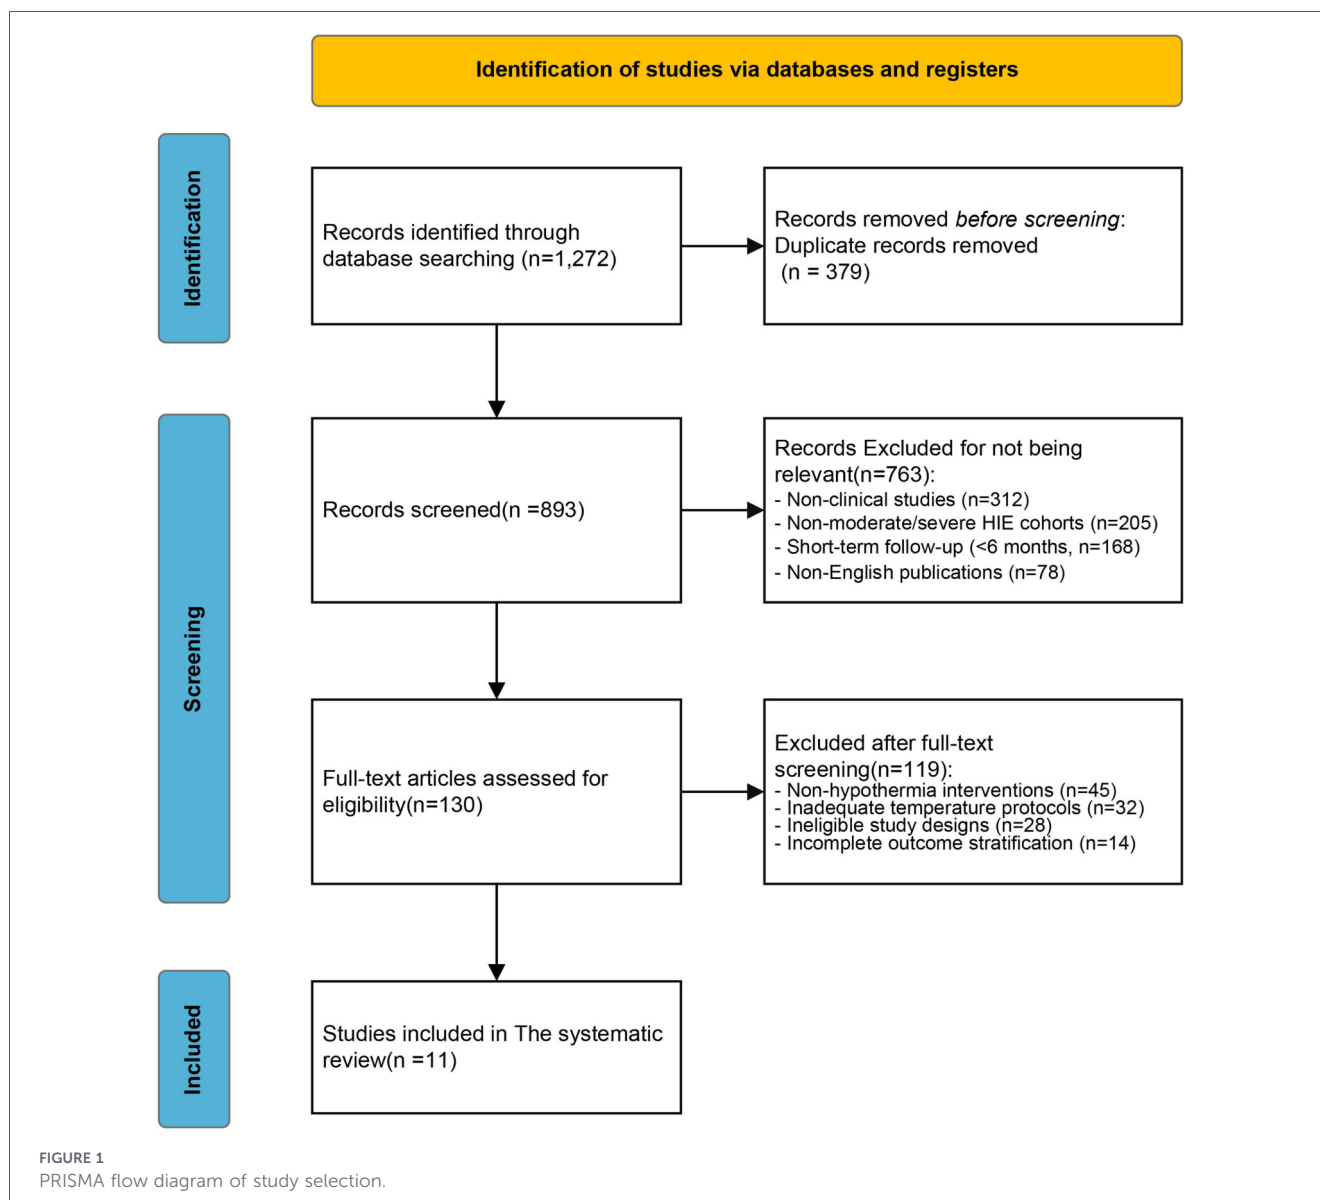 Identification of studies via databases and registers
Identification
Records identified through
database searching (n=1,272)
Records removed before screening:
Duplicate records removed
(n = 379)
Screening
Records screened(n =893)
Records Excluded for not being
relevant(n=763):
- Non-clinical studies (n=312)
- Non-moderate/severe HIE cohorts (n=205)
- Short-term follow-up (<6 months, n=168)
- Non-English publications (n=78)
Full-text articles assessed for
eligibility(n=130)
Excluded after full-text
screening(n=119):
- Non-hypothermia interventions (n=45)
- Inadequate temperature protocols (n=32)
- Ineligible study designs (n=28)
- Incomplete outcome stratification (n=14)
Included
Studies included in The systematic
review(n =11)
FIGURE 1
PRISMA flow diagram of study selection.